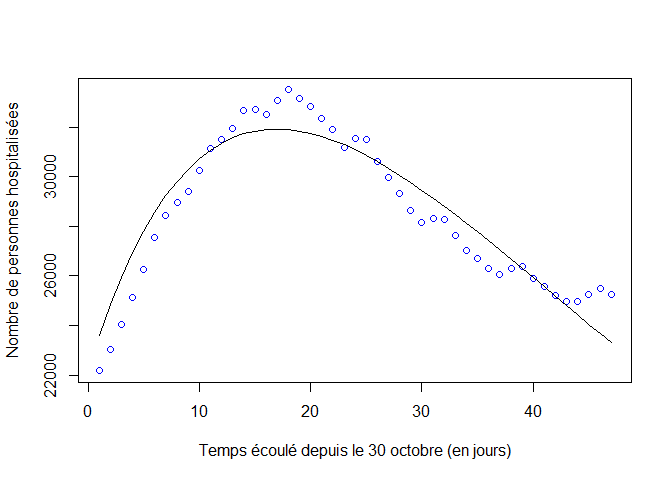 Nombre de personnes hospitalisées
30000
26000
22000
0 10 20 30 40
Temps écoulé depuis le 30 octobre (en jours)